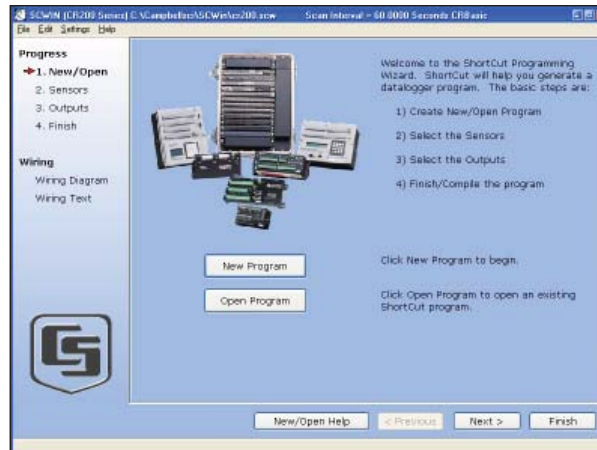 SCWIN (CR200 Series) C:\Campbellsci\SCWin\cr200.scw Scan Interval = 60.0000 Seconds CRBasic
File Edit Settings Help
Progress
1. New/Open
2. Sensors
3. Outputs
4. Finish
Wiring
Wiring Diagram
Wiring Text
Welcome to the ShortCut Programming
Wizard. ShortCut will help you generate a
datalogger program. The basic steps are:
1) Create New/Open Program
2) Select the Sensors
3) Select the Outputs
4) Finish/Compile the program
New Program
Click New Program to begin.
Open Program
Click Open Program to open an existing
ShortCut program.
New/Open Help
< Previous
Next >
Finish